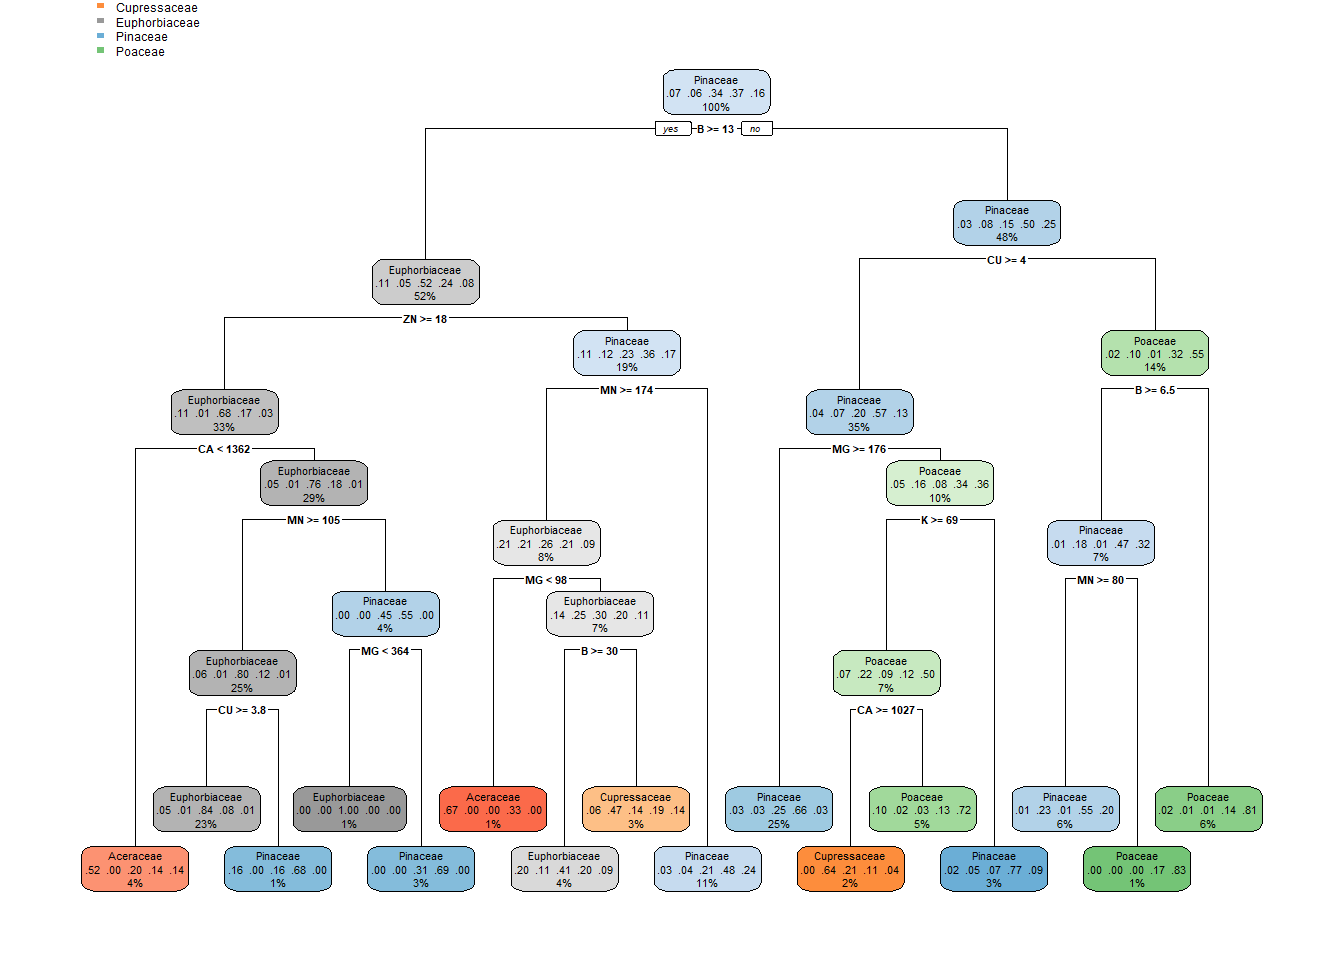 Cupressaceae
Euphorbiaceae
Pinaceae
Poaceae
Pinaceae
.07 .06 .34 .37 .16
100%
yes B >= 13 no
Pinaceae
.03 .08 .15 .50 .25
48%
CU >= 4
Euphorbiaceae
.11 .05 .52 .24 .08
52%
ZN >= 18
Pinaceae
.11 .12 .23 .36 .17
19%
MN >= 174
Poaceae
.02 .10 .01 .32 .55
14%
B >= 6.5
Euphorbiaceae
.11 .01 .68 .17 .03
33%
CA < 1362
Pinaceae
.04 .07 .20 .57 .13
35%
MG >= 176
Euphorbiaceae
.05 .01 .76 .18 .01
29%
MN >= 105
Poaceae
.05 .16 .08 .34 .36
10%
K >= 69
Euphorbiaceae
.21 .21 .26 .21 .09
8%
MG < 98
Pinaceae
.01 .18 .01 .47 .32
7%
MN >= 80
Pinaceae
.00 .00 .45 .55 .00
4%
MG < 364
Euphorbiaceae
.14 .25 .30 .20 .11
7%
B >= 30
Euphorbiaceae
.06 .01 .80 .12 .01
25%
CU >= 3.8
Poaceae
.07 .22 .09 .12 .50
7%
CA >= 1027
Euphorbiaceae
.05 .01 .84 .08 .01
23%
Euphorbiaceae
.00 .00 1.00 .00 .00
1%
Aceraceae
.67 .00 .00 .33 .00
1%
Cupressaceae
.06 .47 .14 .19 .14
3%
Pinaceae
.03 .03 .25 .66 .03
25%
Poaceae
.10 .02 .03 .13 .72
5%
Pinaceae
.01 .23 .01 .55 .20
6%
Poaceae
.02 .01 .01 .14 .81
6%
Aceraceae
.52 .00 .20 .14 .14
4%
Pinaceae
.16 .00 .16 .68 .00
1%
Pinaceae
.00 .00 .31 .69 .00
3%
Euphorbiaceae
.20 .11 .41 .20 .09
4%
Pinaceae
.03 .04 .21 .48 .24
11%
Cupressaceae
.00 .64 .21 .11 .04
2%
Pinaceae
.02 .05 .07 .77 .09
3%
Poaceae
.00 .00 .00 .17 .83
1%